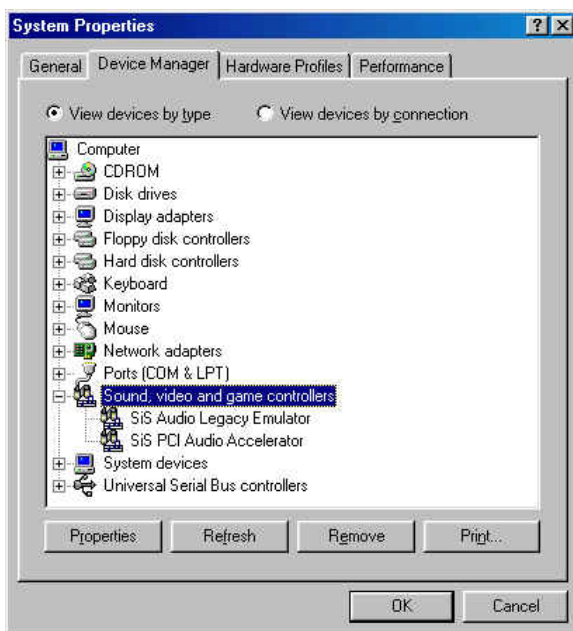 System Properties
General Device Manager Hardware Profiles Performance
View devices by type View devices by connection
Computer
CDROM
Disk drives
Display adapters
Floppy disk controllers
Hard disk controllers
Keyboard
Monitors
Mouse
Network adapters
Ports (COM & LPT)
Sound, video and game controllers
SiS Audio Legacy Emulator
SiS PCI Audio Accelerator
System devices
Universal Serial Bus controllers
Properties Refresh Remove Print...
OK Cancel